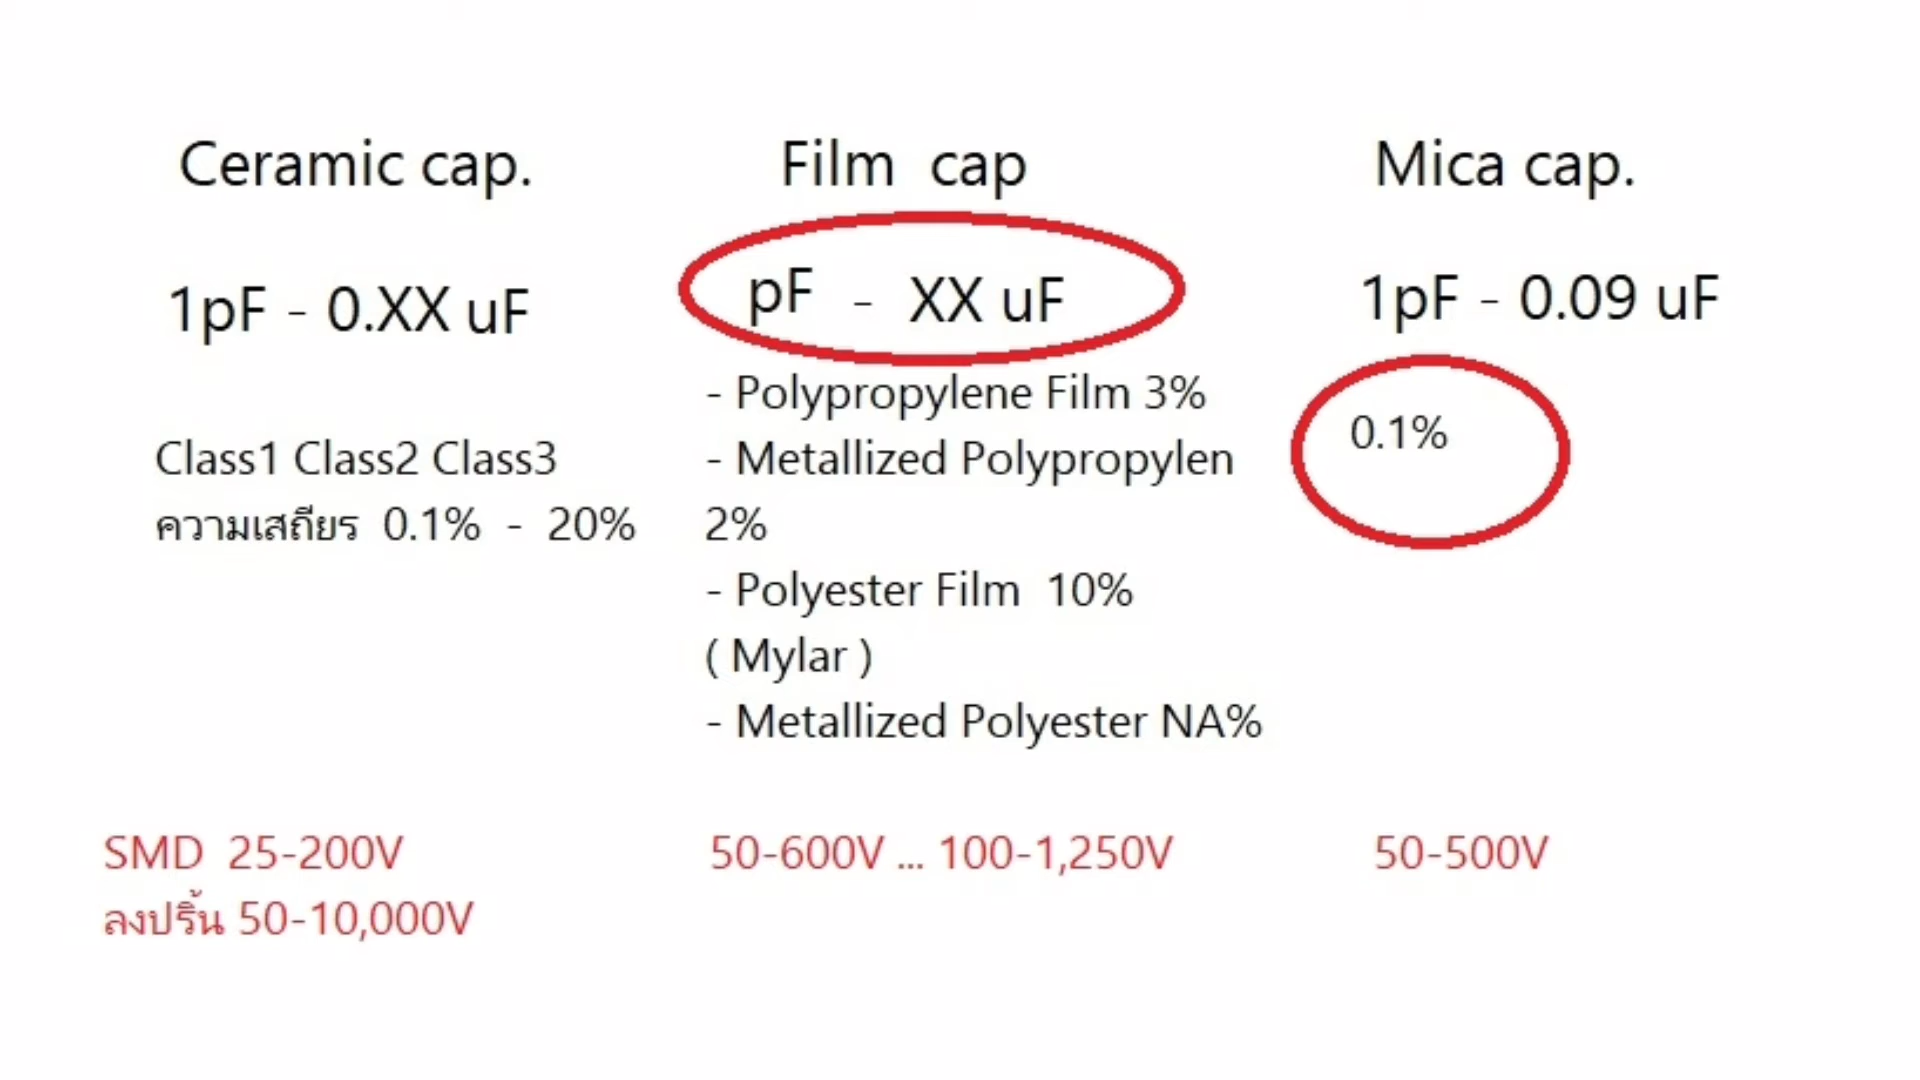 Ceramic cap.
1pF - 0.XX uF
Class1 Class2 Class3
ความเสถียร 0.1% - 20%
SMD 25-200V
ลงปริ้น 50-10,000V
Film cap
pF - XX uF
- Polypropylene Film 3%
- Metallized Polypropylen
2%
- Polyester Film 10%
( Mylar )
- Metallized Polyester NA%
50-600V ... 100-1,250V
Mica cap.
1pF - 0.09 uF
0.1%
50-500V